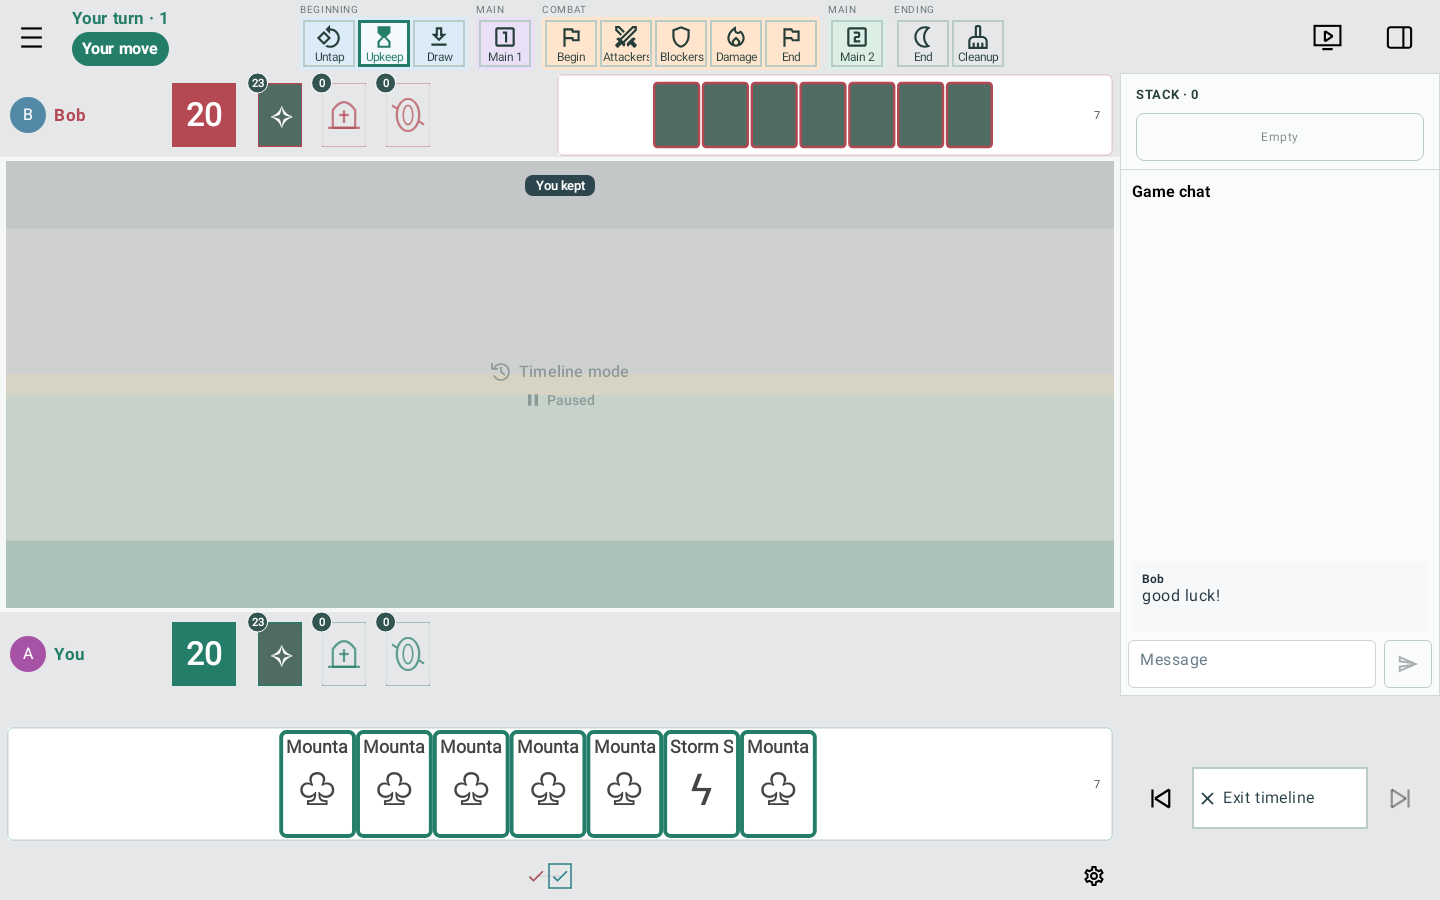 Your turn · 1
Your move
BEGINNING
Untap
Upkeep
Draw
MAIN
1
Main 1
COMBAT
Begin
Attackers
Blockers
Damage
End
MAIN
2
Main 2
ENDING
End
Cleanup
B
Bob
20
23
0
0
7
STACK · 0
Empty
Game chat
You kept
Timeline mode
Paused
Bob
good luck!
Message
A
You
20
23
0
0
Mounta
Mounta
Mounta
Mounta
Mounta
Storm S
Mounta
7
Exit timeline